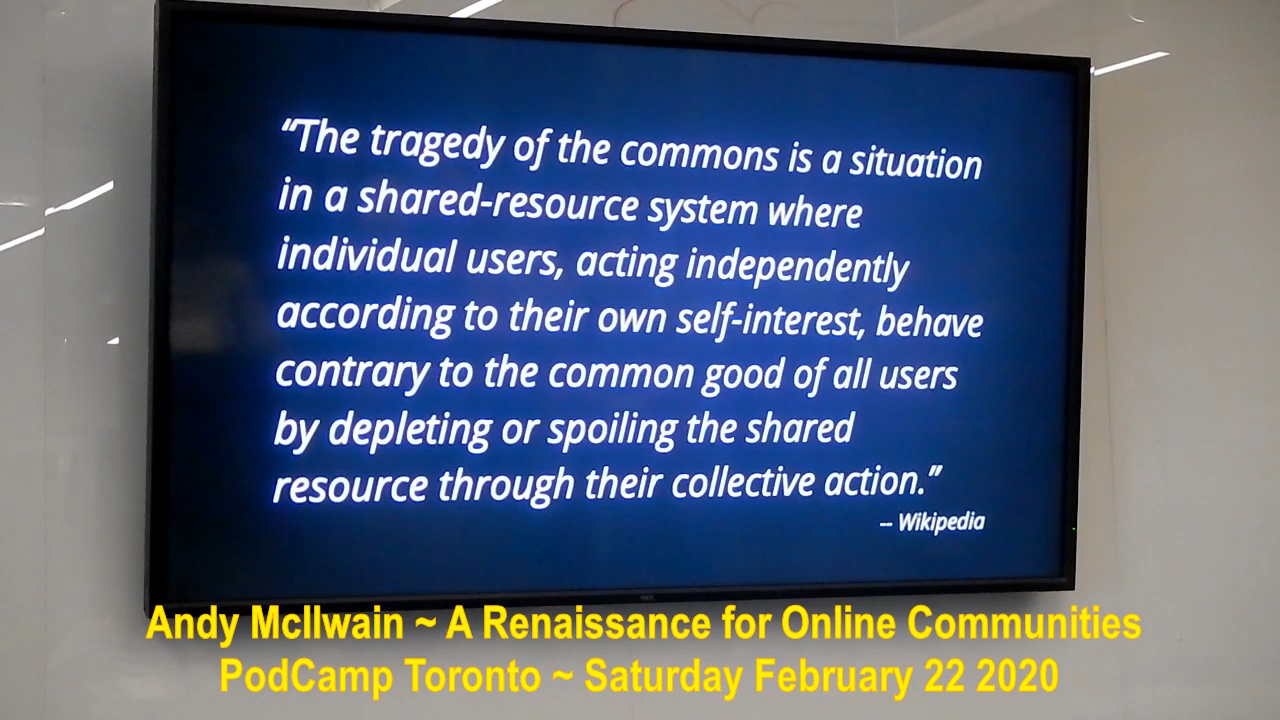 “The tragedy of the commons is a situation
in a shared-resource system where
individual users, acting independently
according to their own self-interest, behave
contrary to the common good of all users
by depleting or spoiling the shared
resource through their collective action.”
-- Wikipedia
Andy McIlwain ~ A Renaissance for Online Communities
PodCamp Toronto ~ Saturday February 22 2020